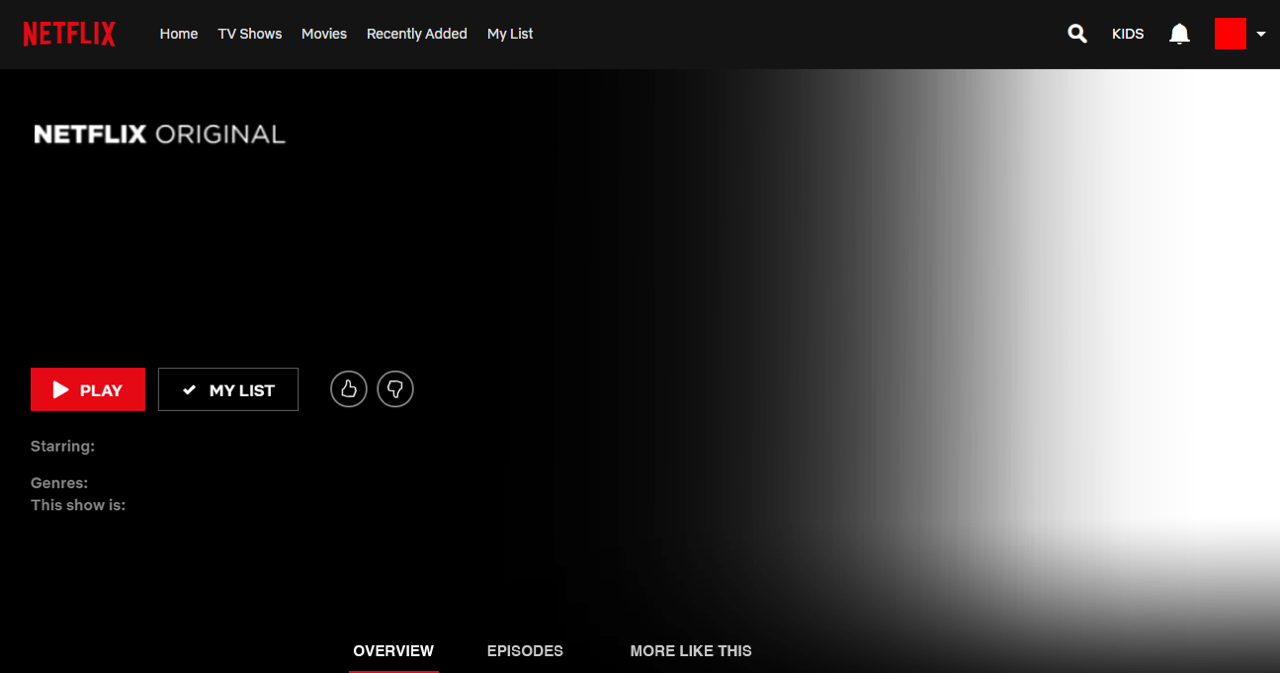 NETFLIX Home TV Shows Movies Recently Added My List KIDS
NETFLIX ORIGINAL
PLAY MY LIST
Starring:
Genres:
This show is:
OVERVIEW EPISODES MORE LIKE THIS